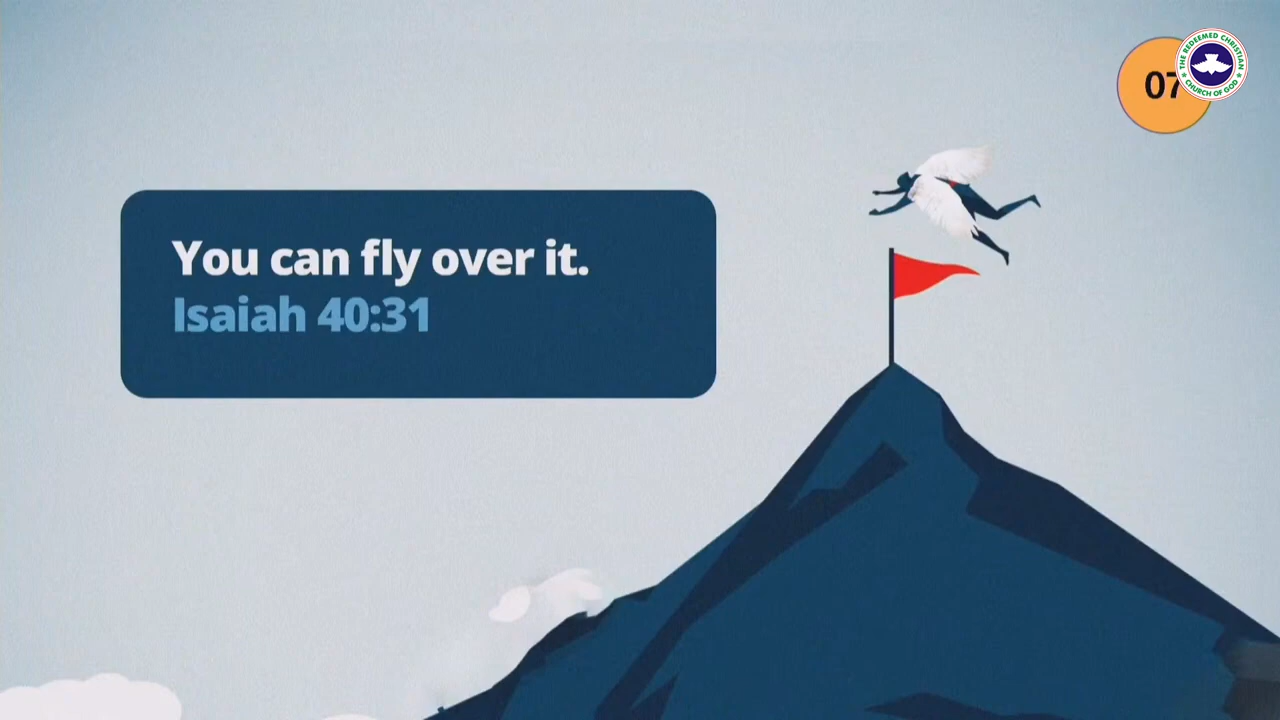 07
THE REDEEMED CHRISTIAN
CHURCH OF GOD
You can fly over it.
Isaiah 40:31